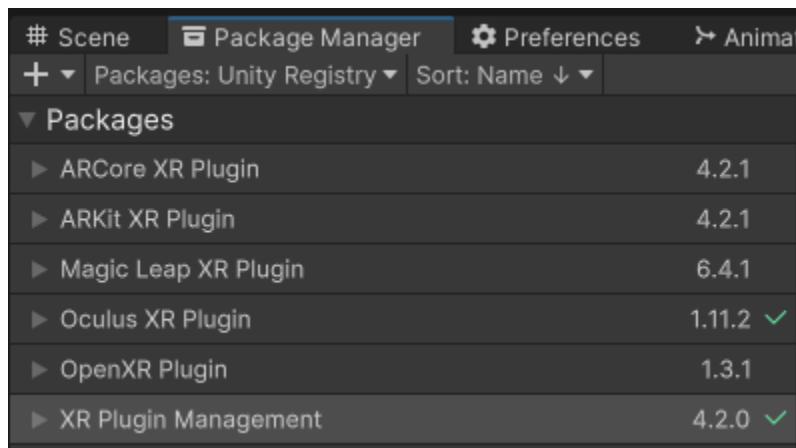 Scene Package Manager Preferences Animat
Packages: Unity Registry Sort: Name ↓
Packages
ARCore XR Plugin 4.2.1
ARKit XR Plugin 4.2.1
Magic Leap XR Plugin 6.4.1
Oculus XR Plugin 1.11.2
OpenXR Plugin 1.3.1
XR Plugin Management 4.2.0